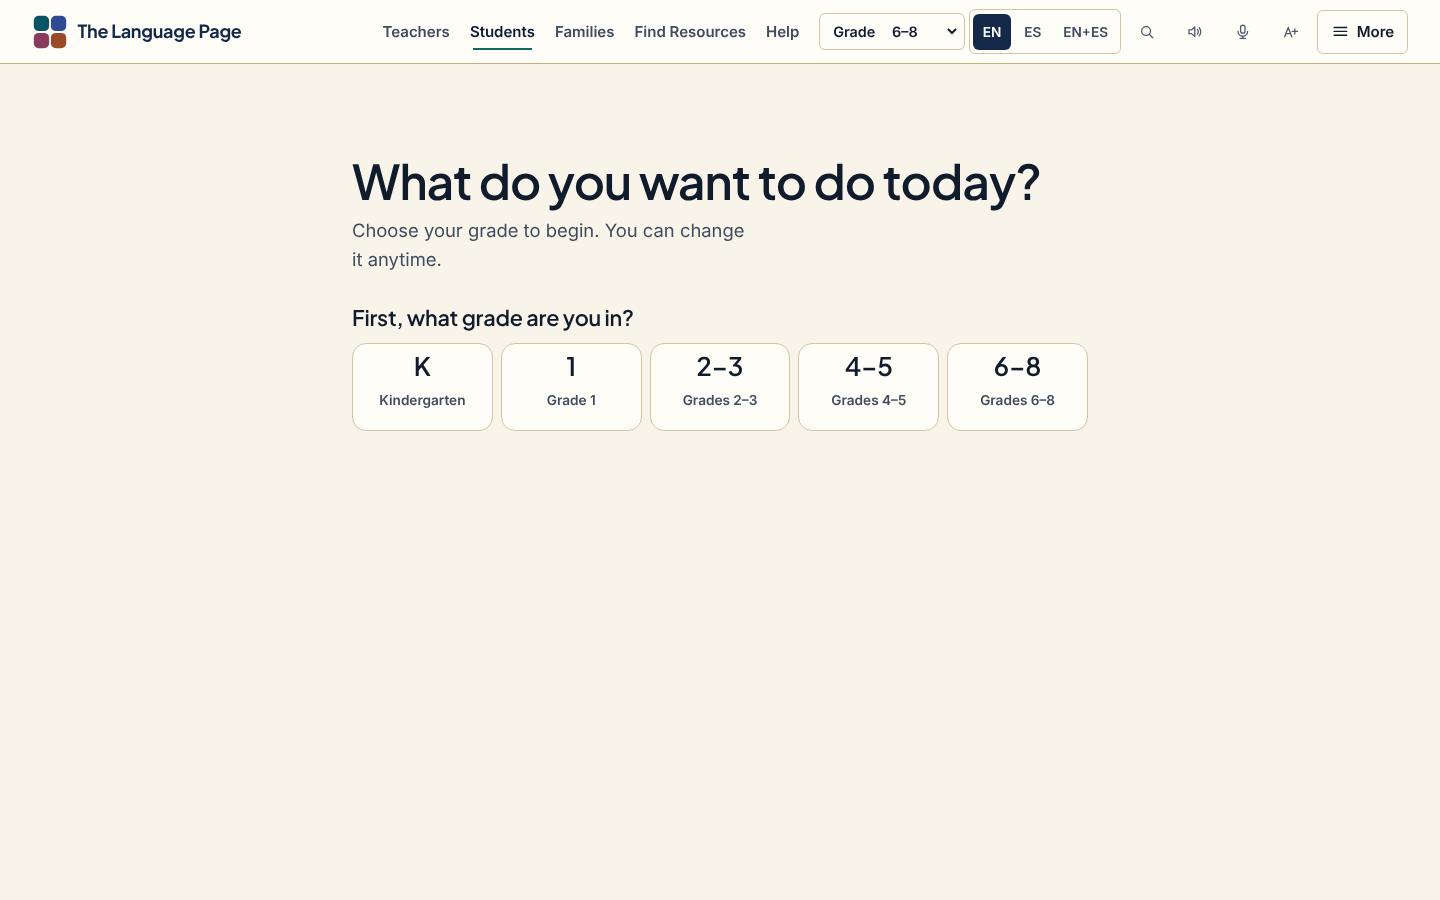 The Language Page
Teachers
Students
Families
Find Resources
Help
Grade 6–8
EN
ES
EN+ES
A+
More
What do you want to do today?
Choose your grade to begin. You can change
it anytime.
First, what grade are you in?
K
Kindergarten
1
Grade 1
2–3
Grades 2–3
4–5
Grades 4–5
6–8
Grades 6–8